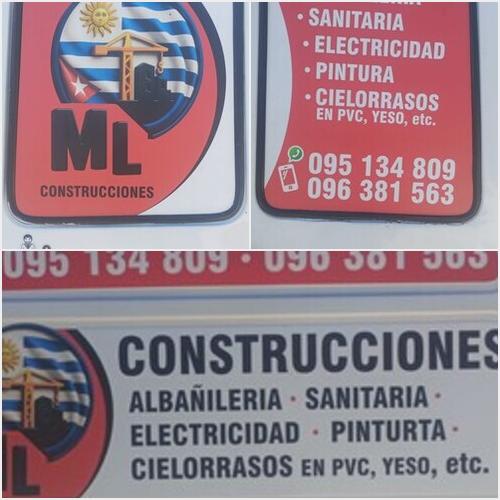 ML
CONSTRUCCIONES
• SANITARIA
• ELECTRICIDAD
• PINTURA
• CIELORRASOS
EN PVC, YESO, etc.
095 134 809
096 381 563
095 134 809 • 096 381 563
CONSTRUCCIONES
ALBAÑILERIA • SANITARIA •
ELECTRICIDAD • PINTURTA •
CIELORRASOS EN PVC, YESO, etc.
ML